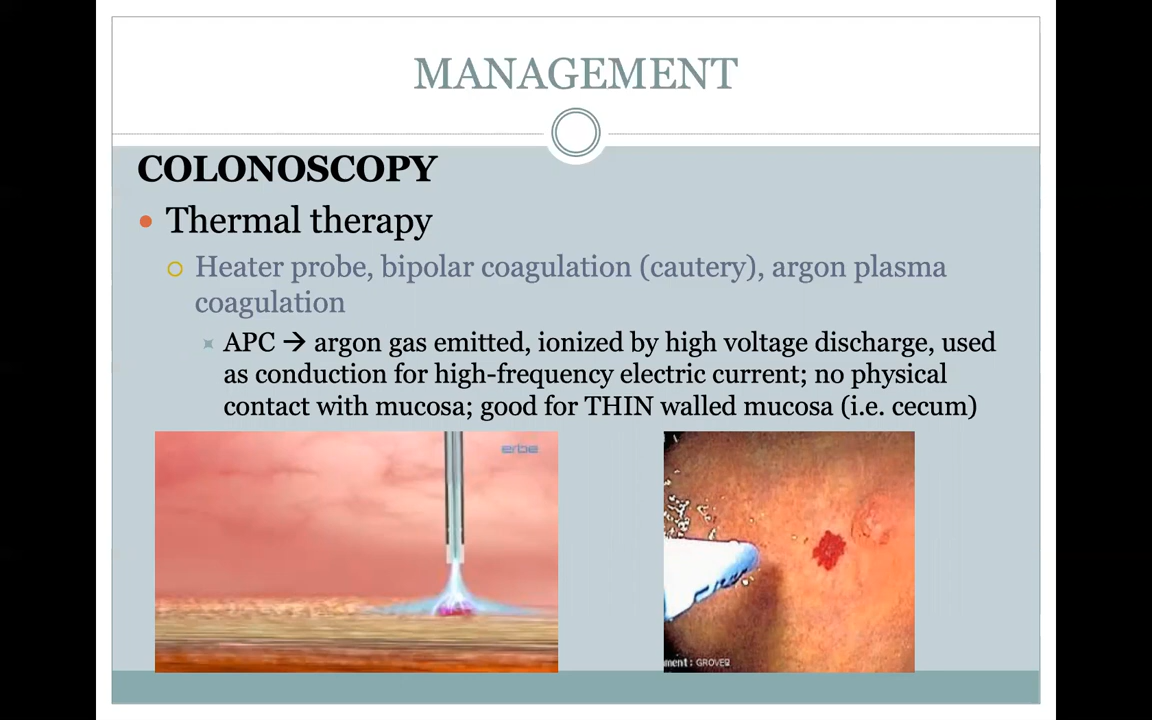 MANAGEMENT
COLONOSCOPY
Thermal therapy
Heater probe, bipolar coagulation (cautery), argon plasma
coagulation
APC → argon gas emitted, ionized by high voltage discharge, used
as conduction for high-frequency electric current; no physical
contact with mucosa; good for THIN walled mucosa (i.e. cecum)
erbe
ment : GROVER